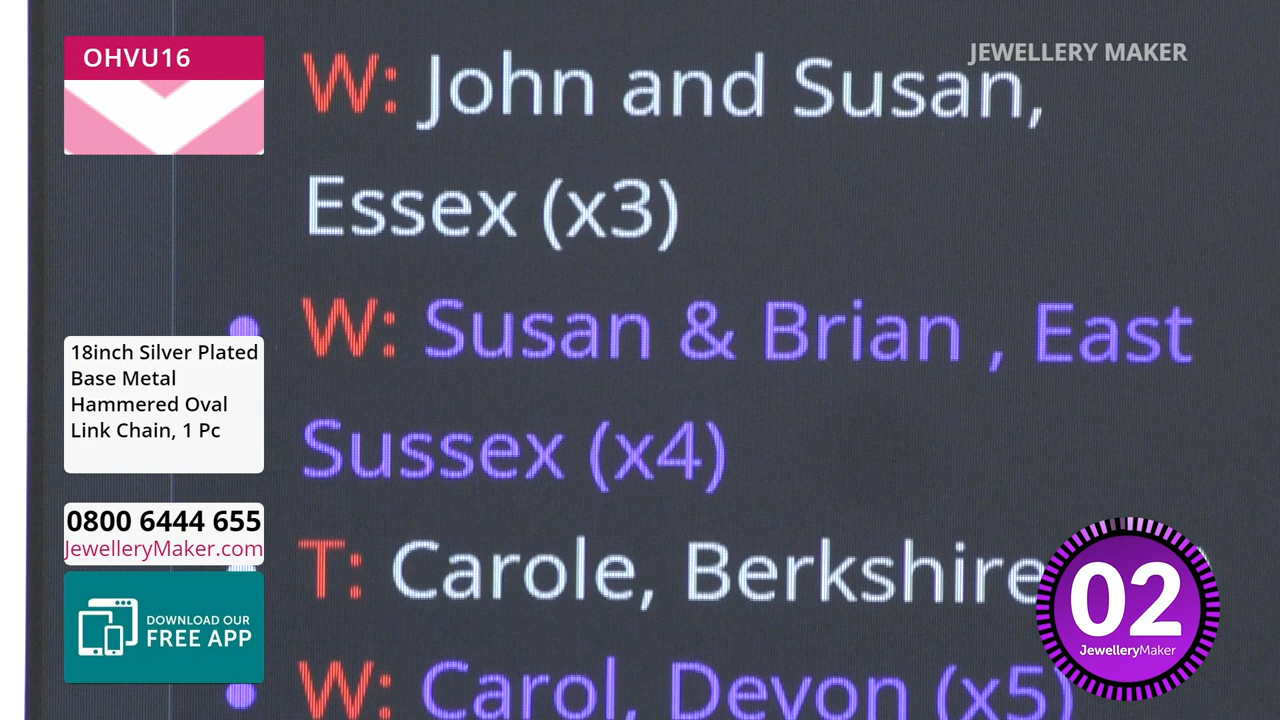 OHVU16
JEWELLERY MAKER
W: John and Susan,
Essex (x3)
W: Susan & Brian , East
Sussex (x4)
T: Carole, Berkshire
W: Carol, Devon (x5)
18inch Silver Plated
Base Metal
Hammered Oval
Link Chain, 1 Pc
0800 6444 655
JewelleryMaker.com
DOWNLOAD OUR
FREE APP
02
JewelleryMaker